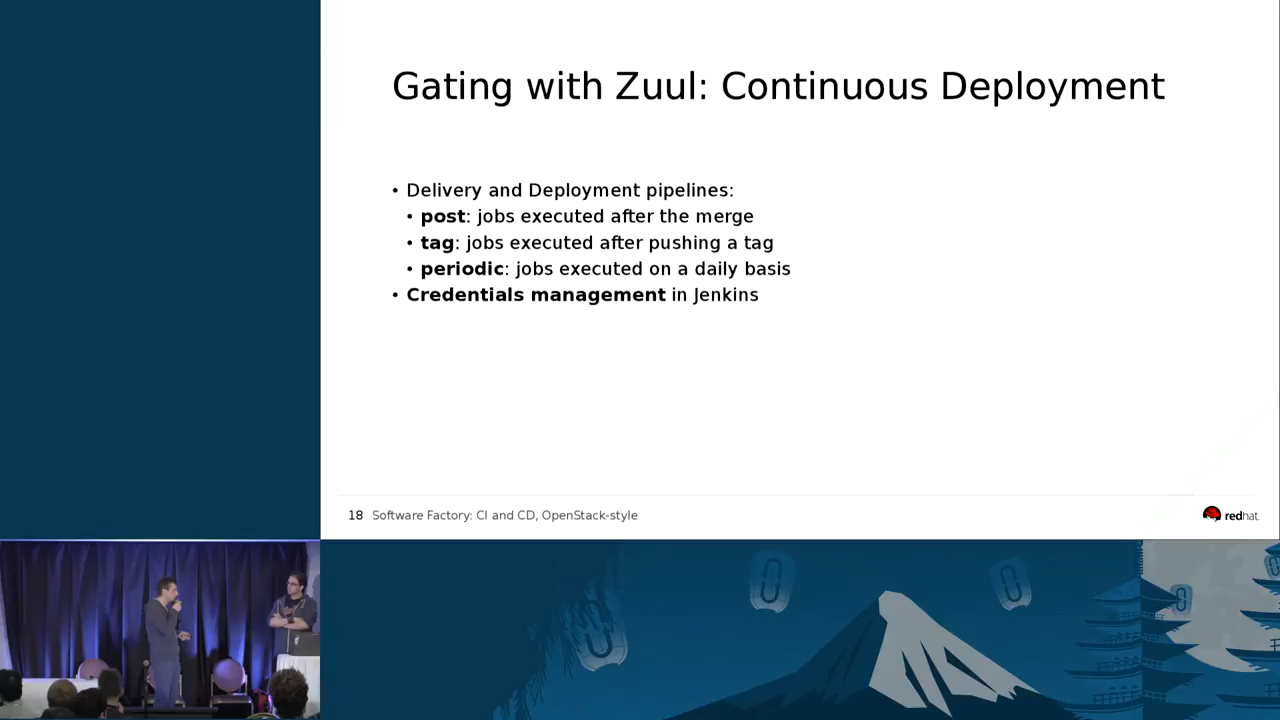 Gating with Zuul: Continuous Deployment
• Delivery and Deployment pipelines:
• post: jobs executed after the merge
• tag: jobs executed after pushing a tag
• periodic: jobs executed on a daily basis
• Credentials management in Jenkins
18 Software Factory: CI and CD, OpenStack-style
redhat